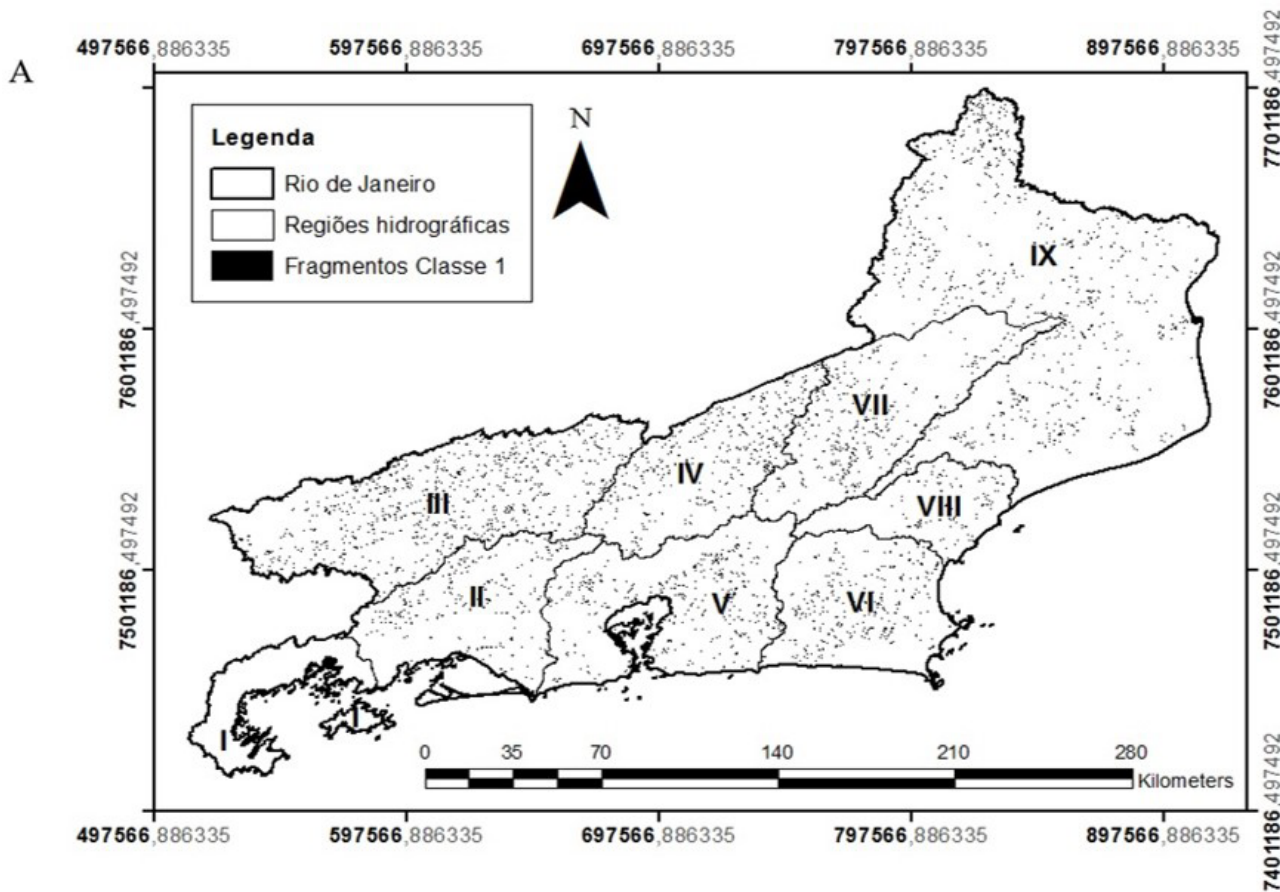 A
497566,886335 597566,886335 697566,886335 797566,886335 897566,886335
Legenda
Rio de Janeiro
Regiões hidrográficas
Fragmentos Classe 1
N
7701186,497492
7601186,497492
7501186,497492
7401186,497492
7601186,497492
7501186,497492
IX
VII
IV
III
VIII
II
V
VI
I
I
0 35 70 140 210 280
Kilometers
497566,886335 597566,886335 697566,886335 797566,886335 897566,886335